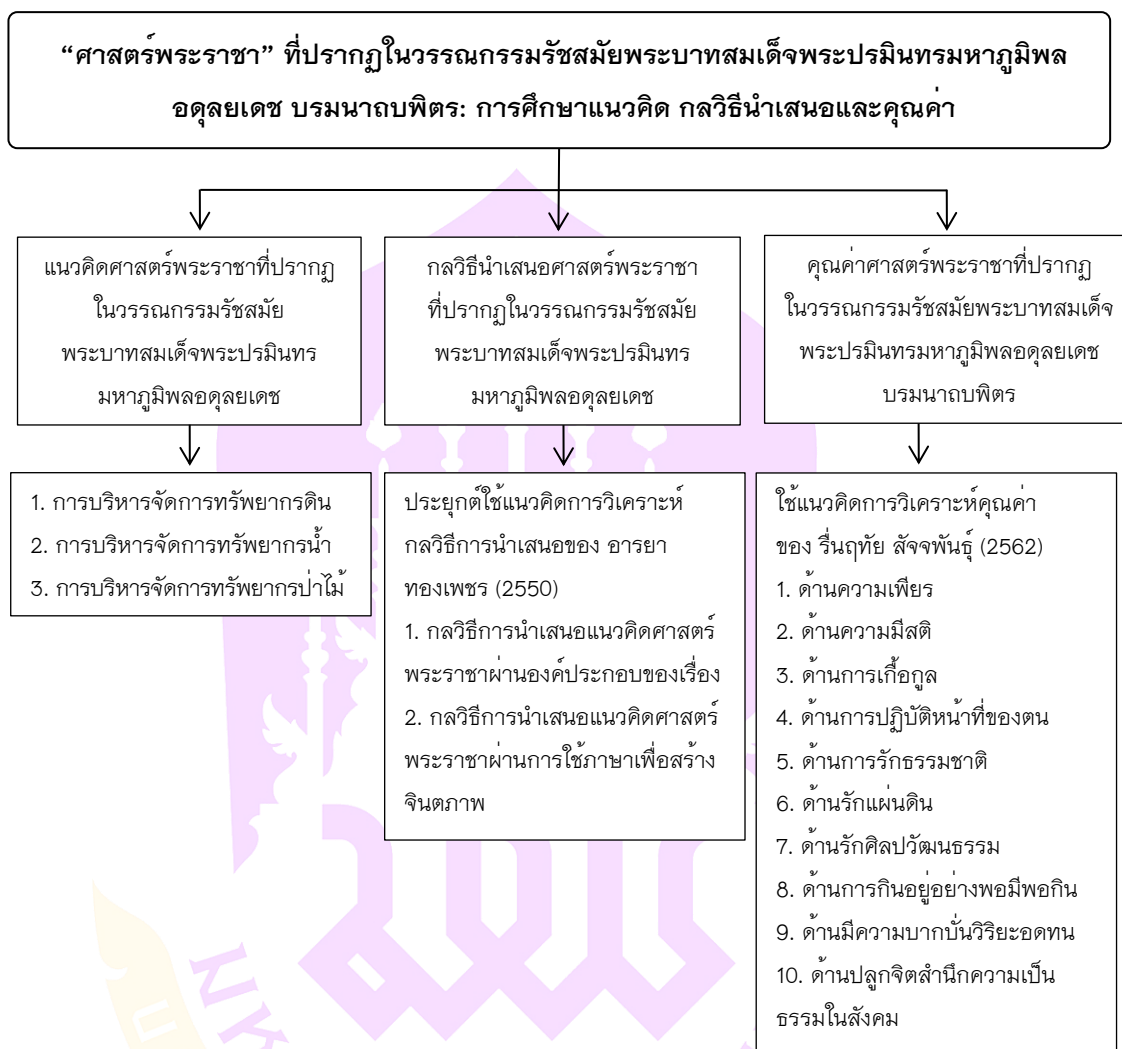 “ศาสตร์พระราชา” ที่ปรากฏในวรรณกรรมรัชสมัยพระบาทสมเด็จพระปรมินทรมหาภูมิพล
อดุลยเดช บรมนาถบพิตร: การศึกษาแนวคิด กลวิธีนำเสนอและคุณค่า
แนวคิดศาสตร์พระราชาที่ปรากฏ
ในวรรณกรรมรัชสมัย
พระบาทสมเด็จพระปรมินทร
มหาภูมิพลอดุลยเดช
กลวิธีนำเสนอศาสตร์พระราชา
ที่ปรากฏในวรรณกรรมรัชสมัย
พระบาทสมเด็จพระปรมินทร
มหาภูมิพลอดุลยเดช
คุณค่าศาสตร์พระราชาที่ปรากฏ
ในวรรณกรรมรัชสมัยพระบาทสมเด็จ
พระปรมินทรมหาภูมิพลอดุลยเดช
บรมนาถบพิตร
1. การบริหารจัดการทรัพยากรดิน
2. การบริหารจัดการทรัพยากรน้ำ
3. การบริหารจัดการทรัพยากรป่าไม้
ประยุกต์ใช้แนวคิดการวิเคราะห์
กลวิธีการนำเสนอของ อารยา
ทองเพชร (2550)
1. กลวิธีการนำเสนอแนวคิดศาสตร์
พระราชาผ่านองค์ประกอบของเรื่อง
2. กลวิธีการนำเสนอแนวคิดศาสตร์
พระราชาผ่านการใช้ภาษาเพื่อสร้าง
จินตภาพ
ใช้แนวคิดการวิเคราะห์คุณค่า
ของ รื่นฤทัย สัจจพันธุ์ (2562)
1. ด้านความเพียร
2. ด้านความมีสติ
3. ด้านการเกื้อกูล
4. ด้านการปฏิบัติหน้าที่ของตน
5. ด้านการรักธรรมชาติ
6. ด้านรักแผ่นดิน
7. ด้านรักศิลปวัฒนธรรม
8. ด้านการกินอยู่อย่างพอมีพอกิน
9. ด้านมีความบากบั่นวิริยะอดทน
10. ด้านปลูกจิตสำนึกความเป็น
ธรรมในสังคม